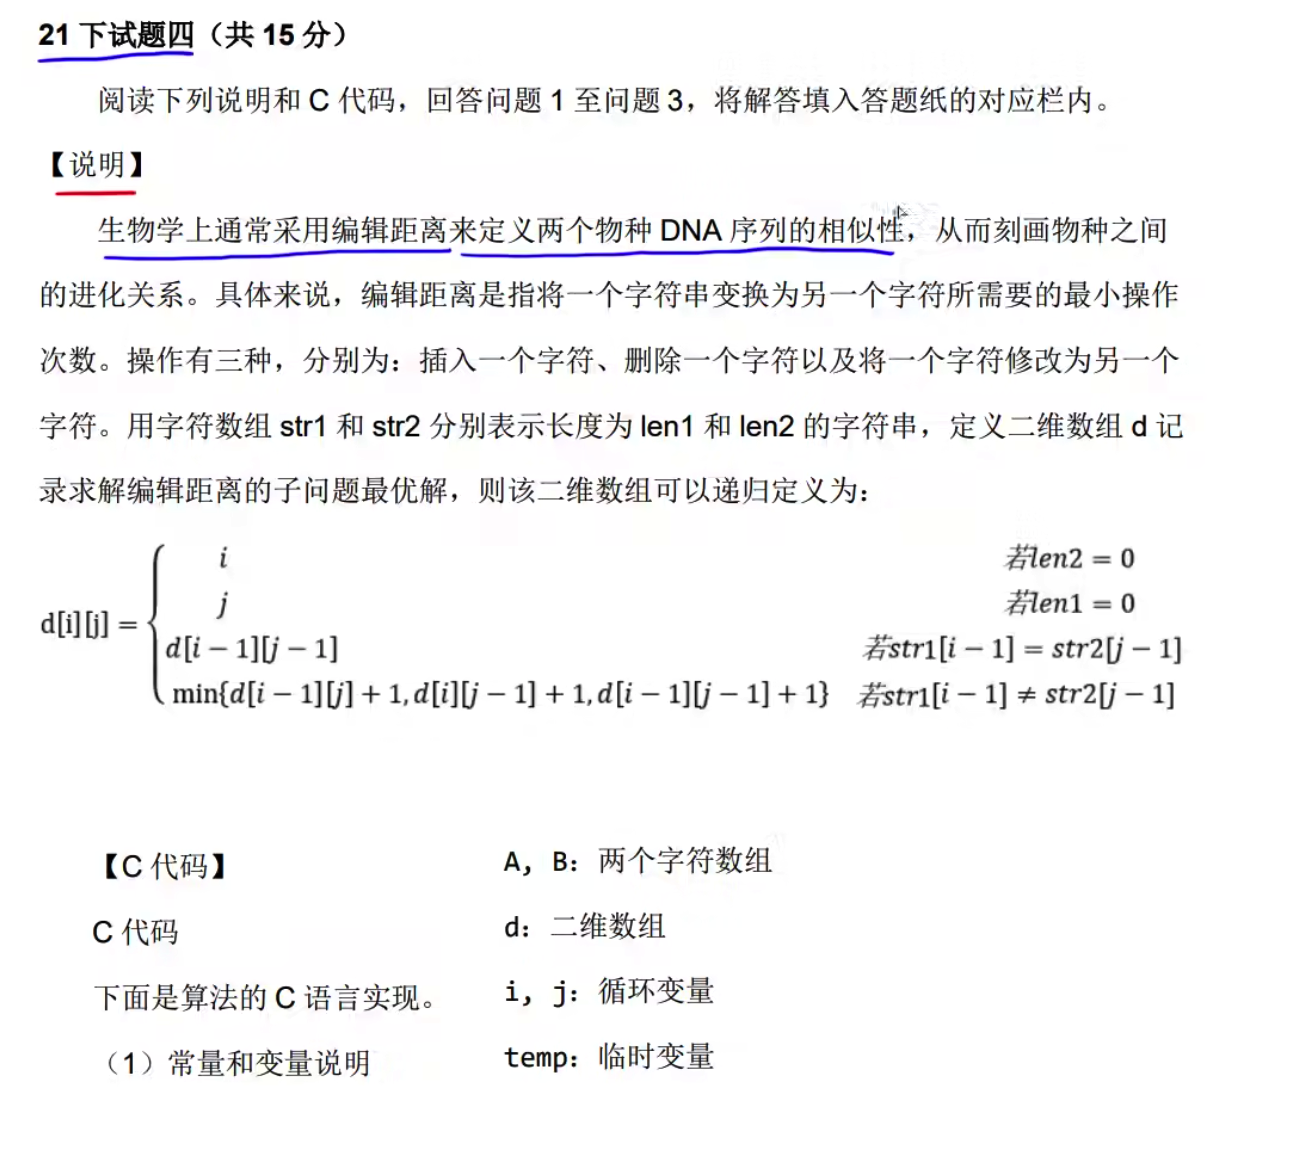 21 下试题四（共 15 分）
阅读下列说明和 C 代码，回答问题 1 至问题 3，将解答填入答题纸的对应栏内。
【说明】
生物学上通常采用编辑距离来定义两个物种 DNA 序列的相似性，从而刻画物种之间
的进化关系。具体来说，编辑距离是指将一个字符串变换为另一个字符所需要的最小操作
次数。操作有三种，分别为：插入一个字符、删除一个字符以及将一个字符修改为另一个
字符。用字符数组 str1 和 str2 分别表示长度为 len1 和 len2 的字符串，定义二维数组 d 记
录求解编辑距离的子问题最优解，则该二维数组可以递归定义为：
i 若len2 = 0
j 若len1 = 0
d[i][j] =
d[i − 1][j − 1] 若str1[i − 1] = str2[j − 1]
min{d[i − 1][j] + 1, d[i][j − 1] + 1, d[i − 1][j − 1] + 1} 若str1[i − 1] ≠ str2[j − 1]
【C 代码】
C 代码
下面是算法的 C 语言实现。
（1）常量和变量说明
A, B: 两个字符数组
d: 二维数组
i, j: 循环变量
temp: 临时变量